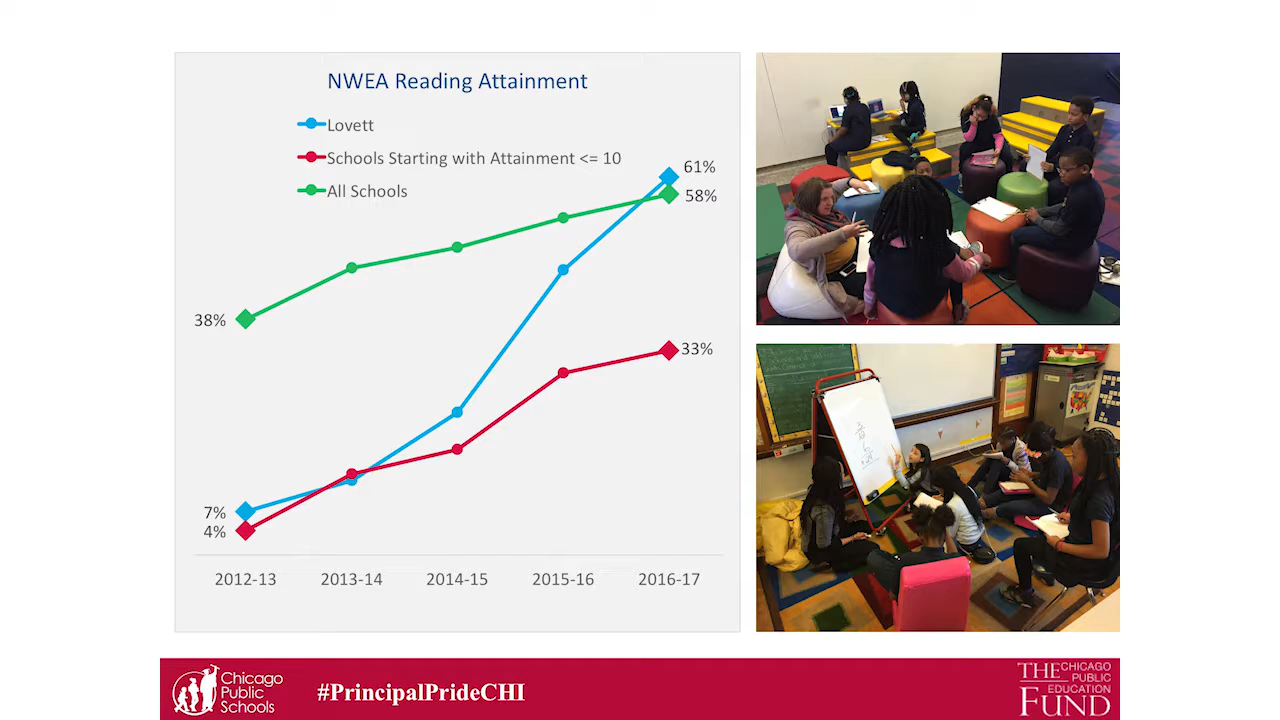 NWEA Reading Attainment
Lovett
Schools Starting with Attainment <= 10
All Schools
61%
58%
38%
33%
7%
4%
2012-13 2013-14 2014-15 2015-16 2016-17
Chicago
Public
Schools
#PrincipalPrideCHI
THE CHICAGO
PUBLIC
EDUCATION
FUND